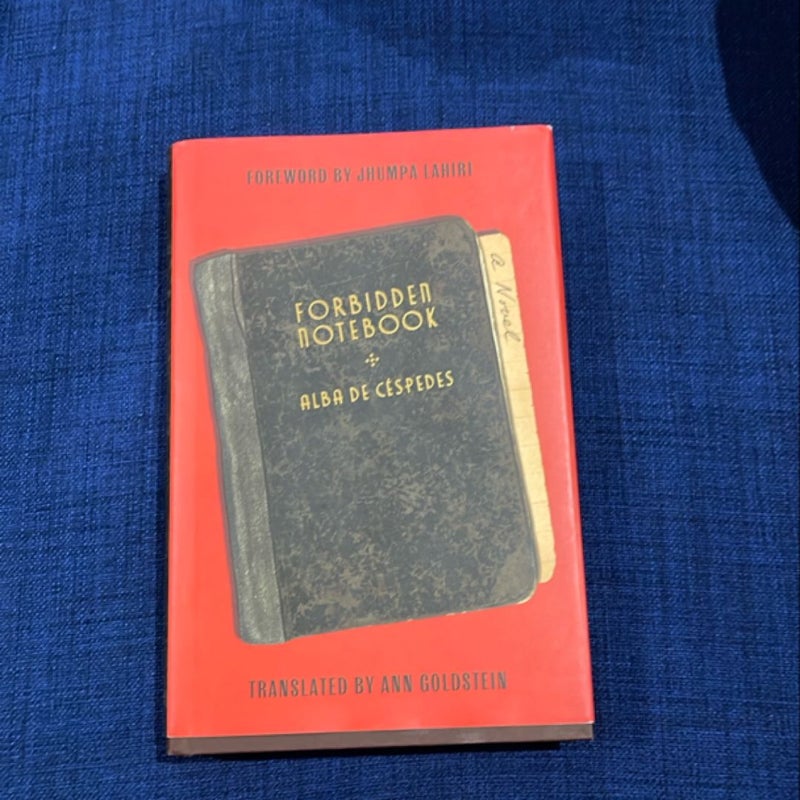 FOREWORD BY JHUMPA LAHIRI
FORBIDDEN
NOTEBOOK
ALBA DE CÉSPEDES
a Novel
TRANSLATED BY ANN GOLDSTEIN